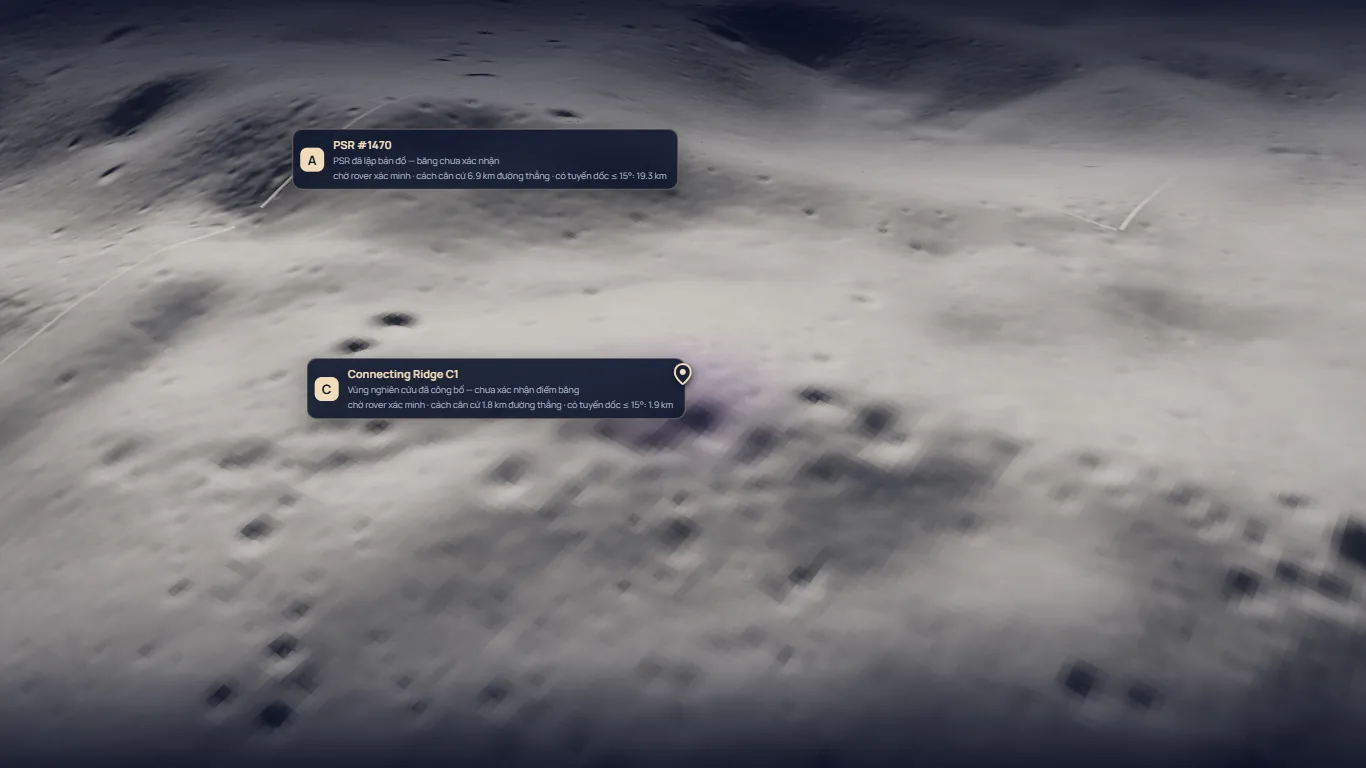 A
PSR #1470
PSR đã lập bản đồ — băng chưa xác nhận
chờ rover xác minh · cách căn cứ 6.9 km đường thẳng · có tuyến dốc ≤ 15°: 19.3 km
C
Connecting Ridge C1
Vùng nghiên cứu đã công bố — chưa xác nhận điểm băng
chờ rover xác minh · cách căn cứ 1.8 km đường thẳng · có tuyến dốc ≤ 15°: 1.9 km